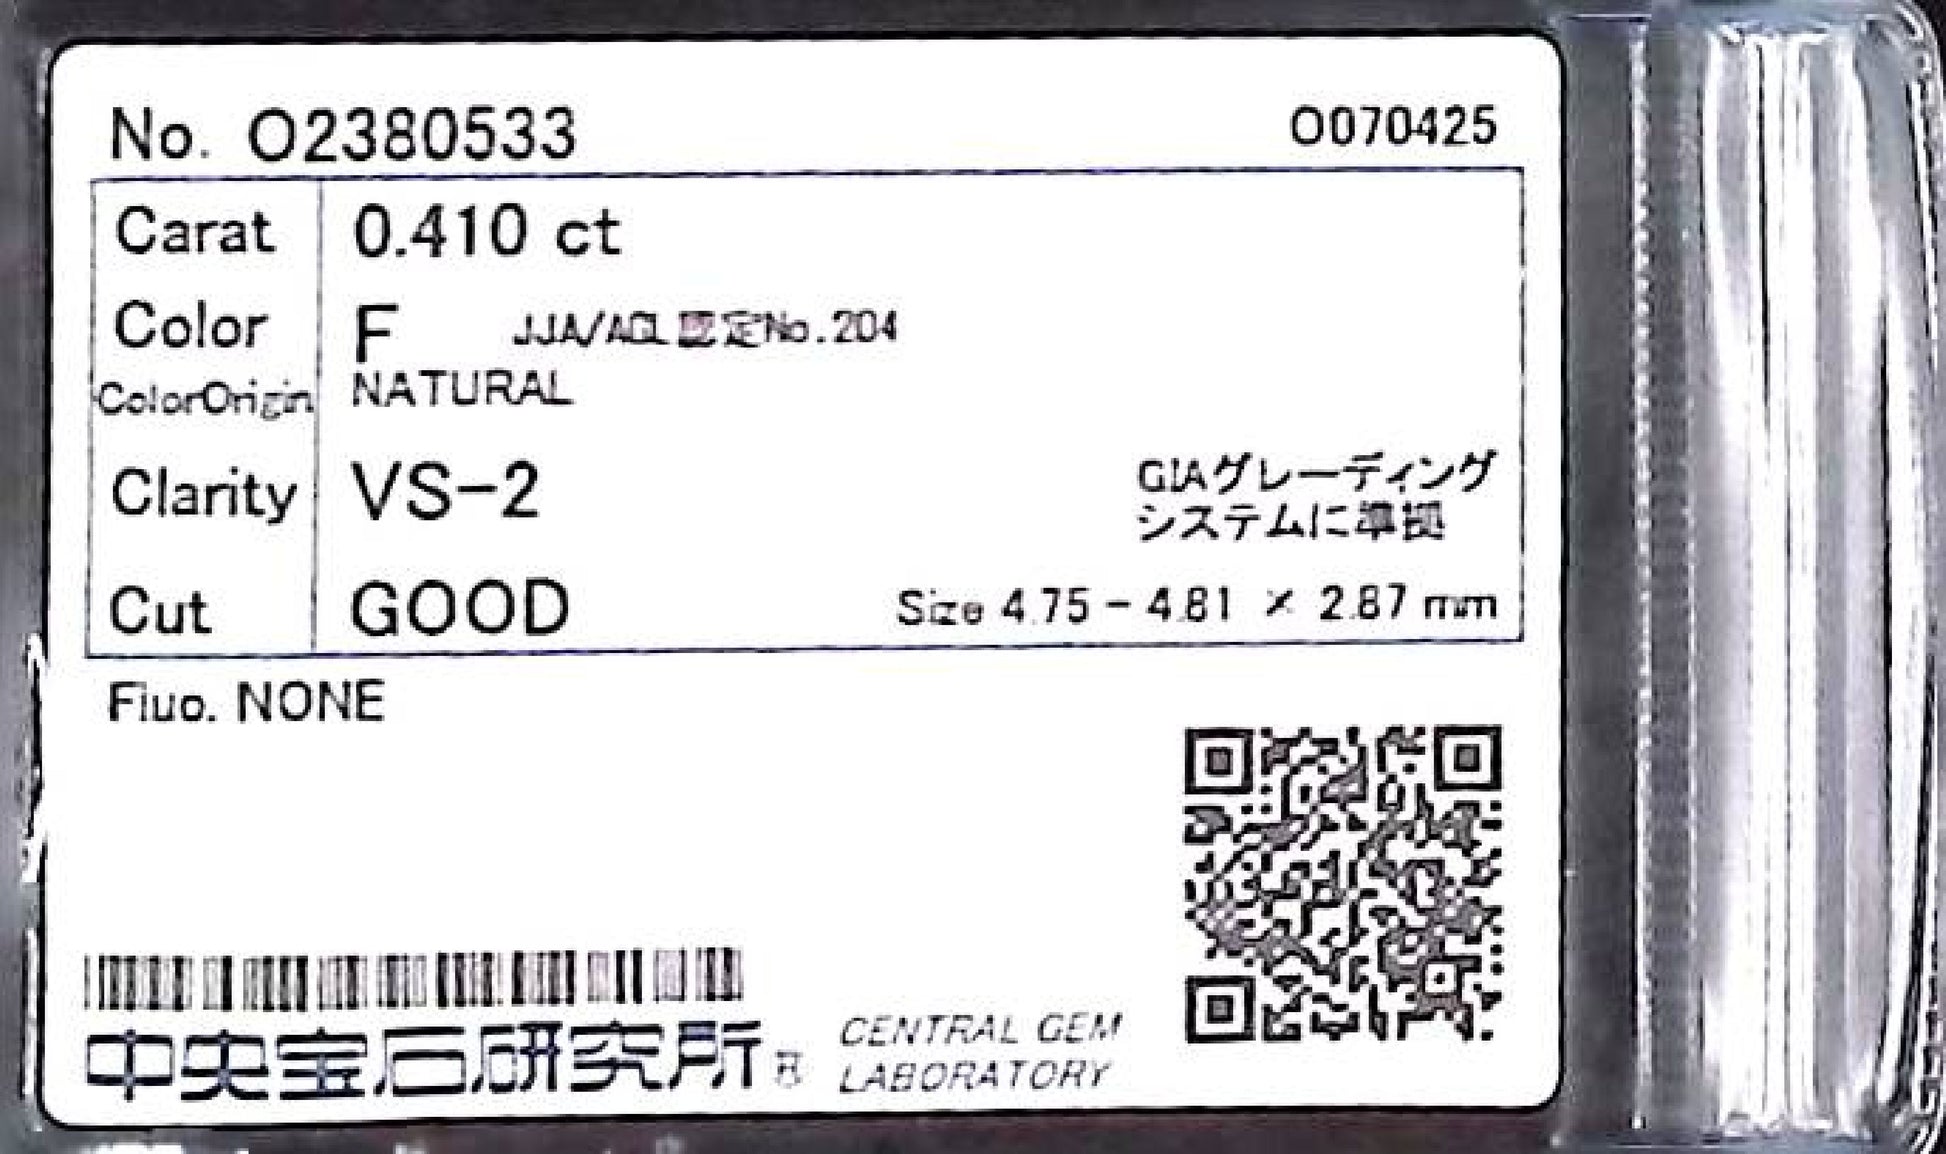 No. O2380533 O070425
Carat 0.410 ct
Color F JJA/AGL認定No.204
ColorOrigin NATURAL
Clarity VS-2
GIAグレーディング
システムに準拠
Cut GOOD Size 4.75 - 4.81 × 2.87 mm
Fluo. NONE
中央宝石研究所
CENTRAL GEM
LABORATORY